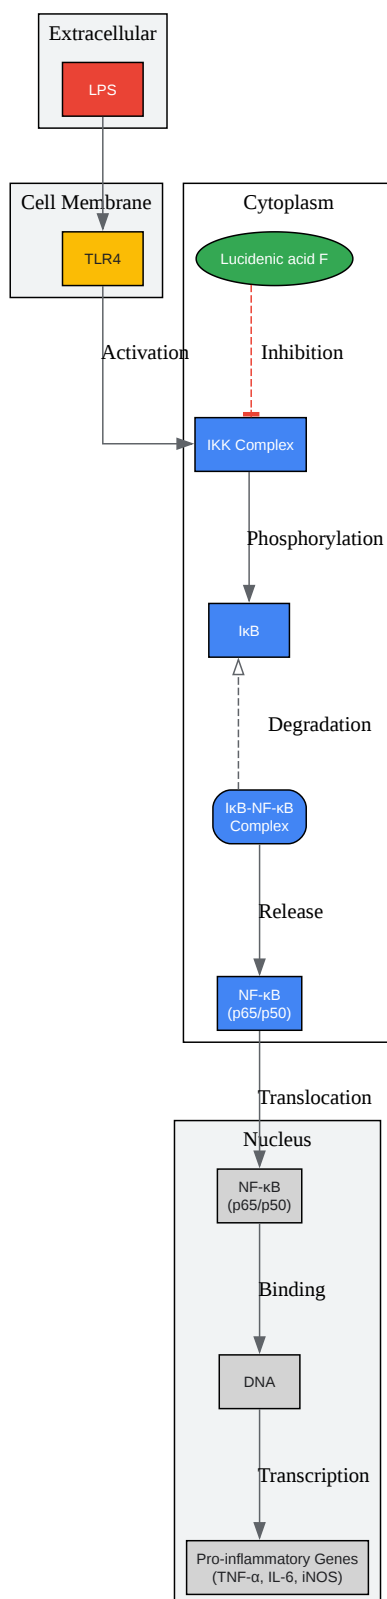 Extracellular
LPS
Cell Membrane
TLR4
Cytoplasm
Lucidenic acid F
Activation
Inhibition
IKK Complex
Phosphorylation
IκB
Degradation
IκB-NF-κB
Complex
Release
NF-κB
(p65/p50)
Translocation
Nucleus
NF-κB
(p65/p50)
Binding
DNA
Transcription
Pro-inflammatory Genes
(TNF-α, IL-6, iNOS)